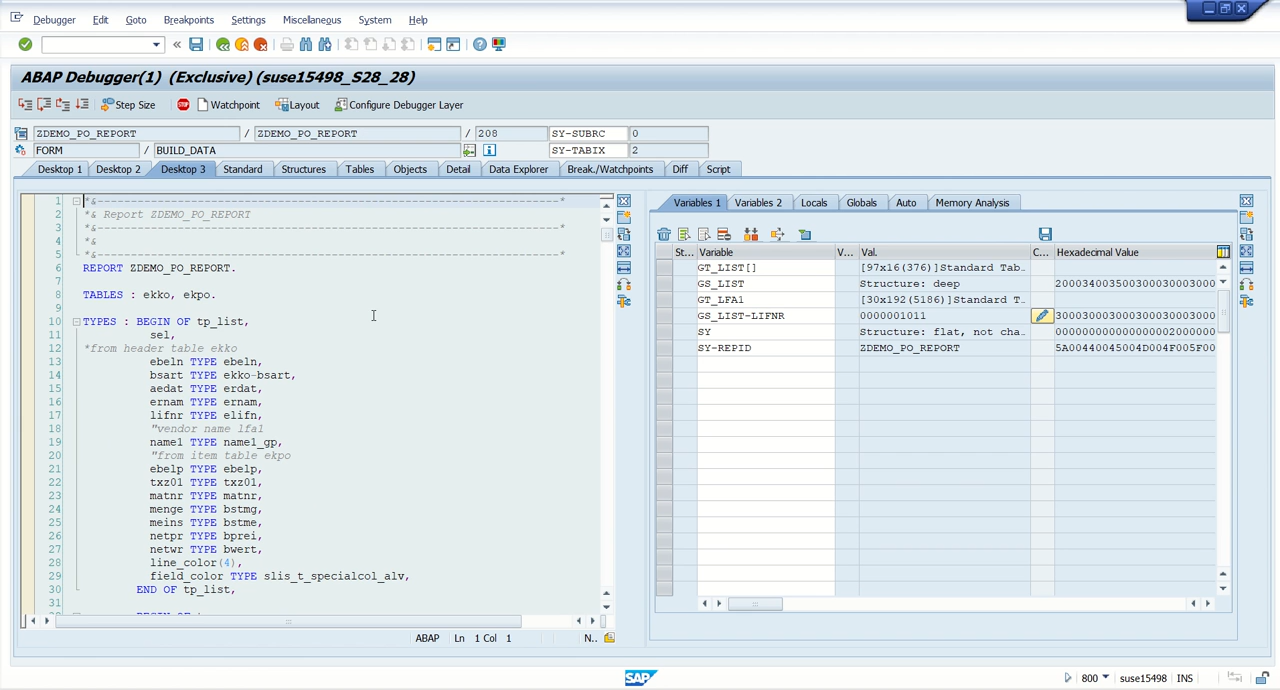 Debugger Edit Goto Breakpoints Settings Miscellaneous System Help
ABAP Debugger(1) (Exclusive) (suse15498_S28_28)
Step Size STOP Watchpoint Layout Configure Debugger Layer
ZDEMO_PO_REPORT / ZDEMO_PO_REPORT / 208 SY-SUBRC 0
FORM / BUILD_DATA SY-TABIX 2
Desktop 1 Desktop 2 Desktop 3 Standard Structures Tables Objects Detail Data Explorer Break./Watchpoints Diff Script
1 *&---------------------------------------------------------------------*
2 *& Report ZDEMO_PO_REPORT
3 *&---------------------------------------------------------------------*
4 *&
5 *&---------------------------------------------------------------------*
6 REPORT ZDEMO_PO_REPORT.
7
8 TABLES : ekko, ekpo.
9
10 TYPES : BEGIN OF tp_list,
11 sel,
12 *from header table ekko
13 ebeln TYPE ebeln,
14 bsart TYPE ekko-bsart,
15 aedat TYPE erdat,
16 ernam TYPE ernam,
17 lifnr TYPE elifn,
18 "vendor name lfa1
19 name1 TYPE name1_gp,
20 "from item table ekpo
21 ebelp TYPE ebelp,
22 txz01 TYPE txz01,
23 matnr TYPE matnr,
24 menge TYPE bstmg,
25 meins TYPE bstme,
26 netpr TYPE bprei,
27 netwr TYPE bwert,
28 line_color(4),
29 field_color TYPE slis_t_specialcol_alv,
30 END OF tp_list,
31
ABAP Ln 1 Col 1 N..
Variables 1 Variables 2 Locals Globals Auto Memory Analysis
St... Variable V... Val. C... Hexadecimal Value
GT_LIST[] [97x16(376)]Standard Tab…
GS_LIST Structure: deep 2000340035003000300030003000
GT_LFA1 [30x192(5186)]Standard T…
GS_LIST-LIFNR 0000001011 3000300030003000300030003000
SY Structure: flat, not cha… 0000000000000000002000000
SY-REPID ZDEMO_PO_REPORT 5A00440045004D004F005F00
SAP
800 suse15498 INS